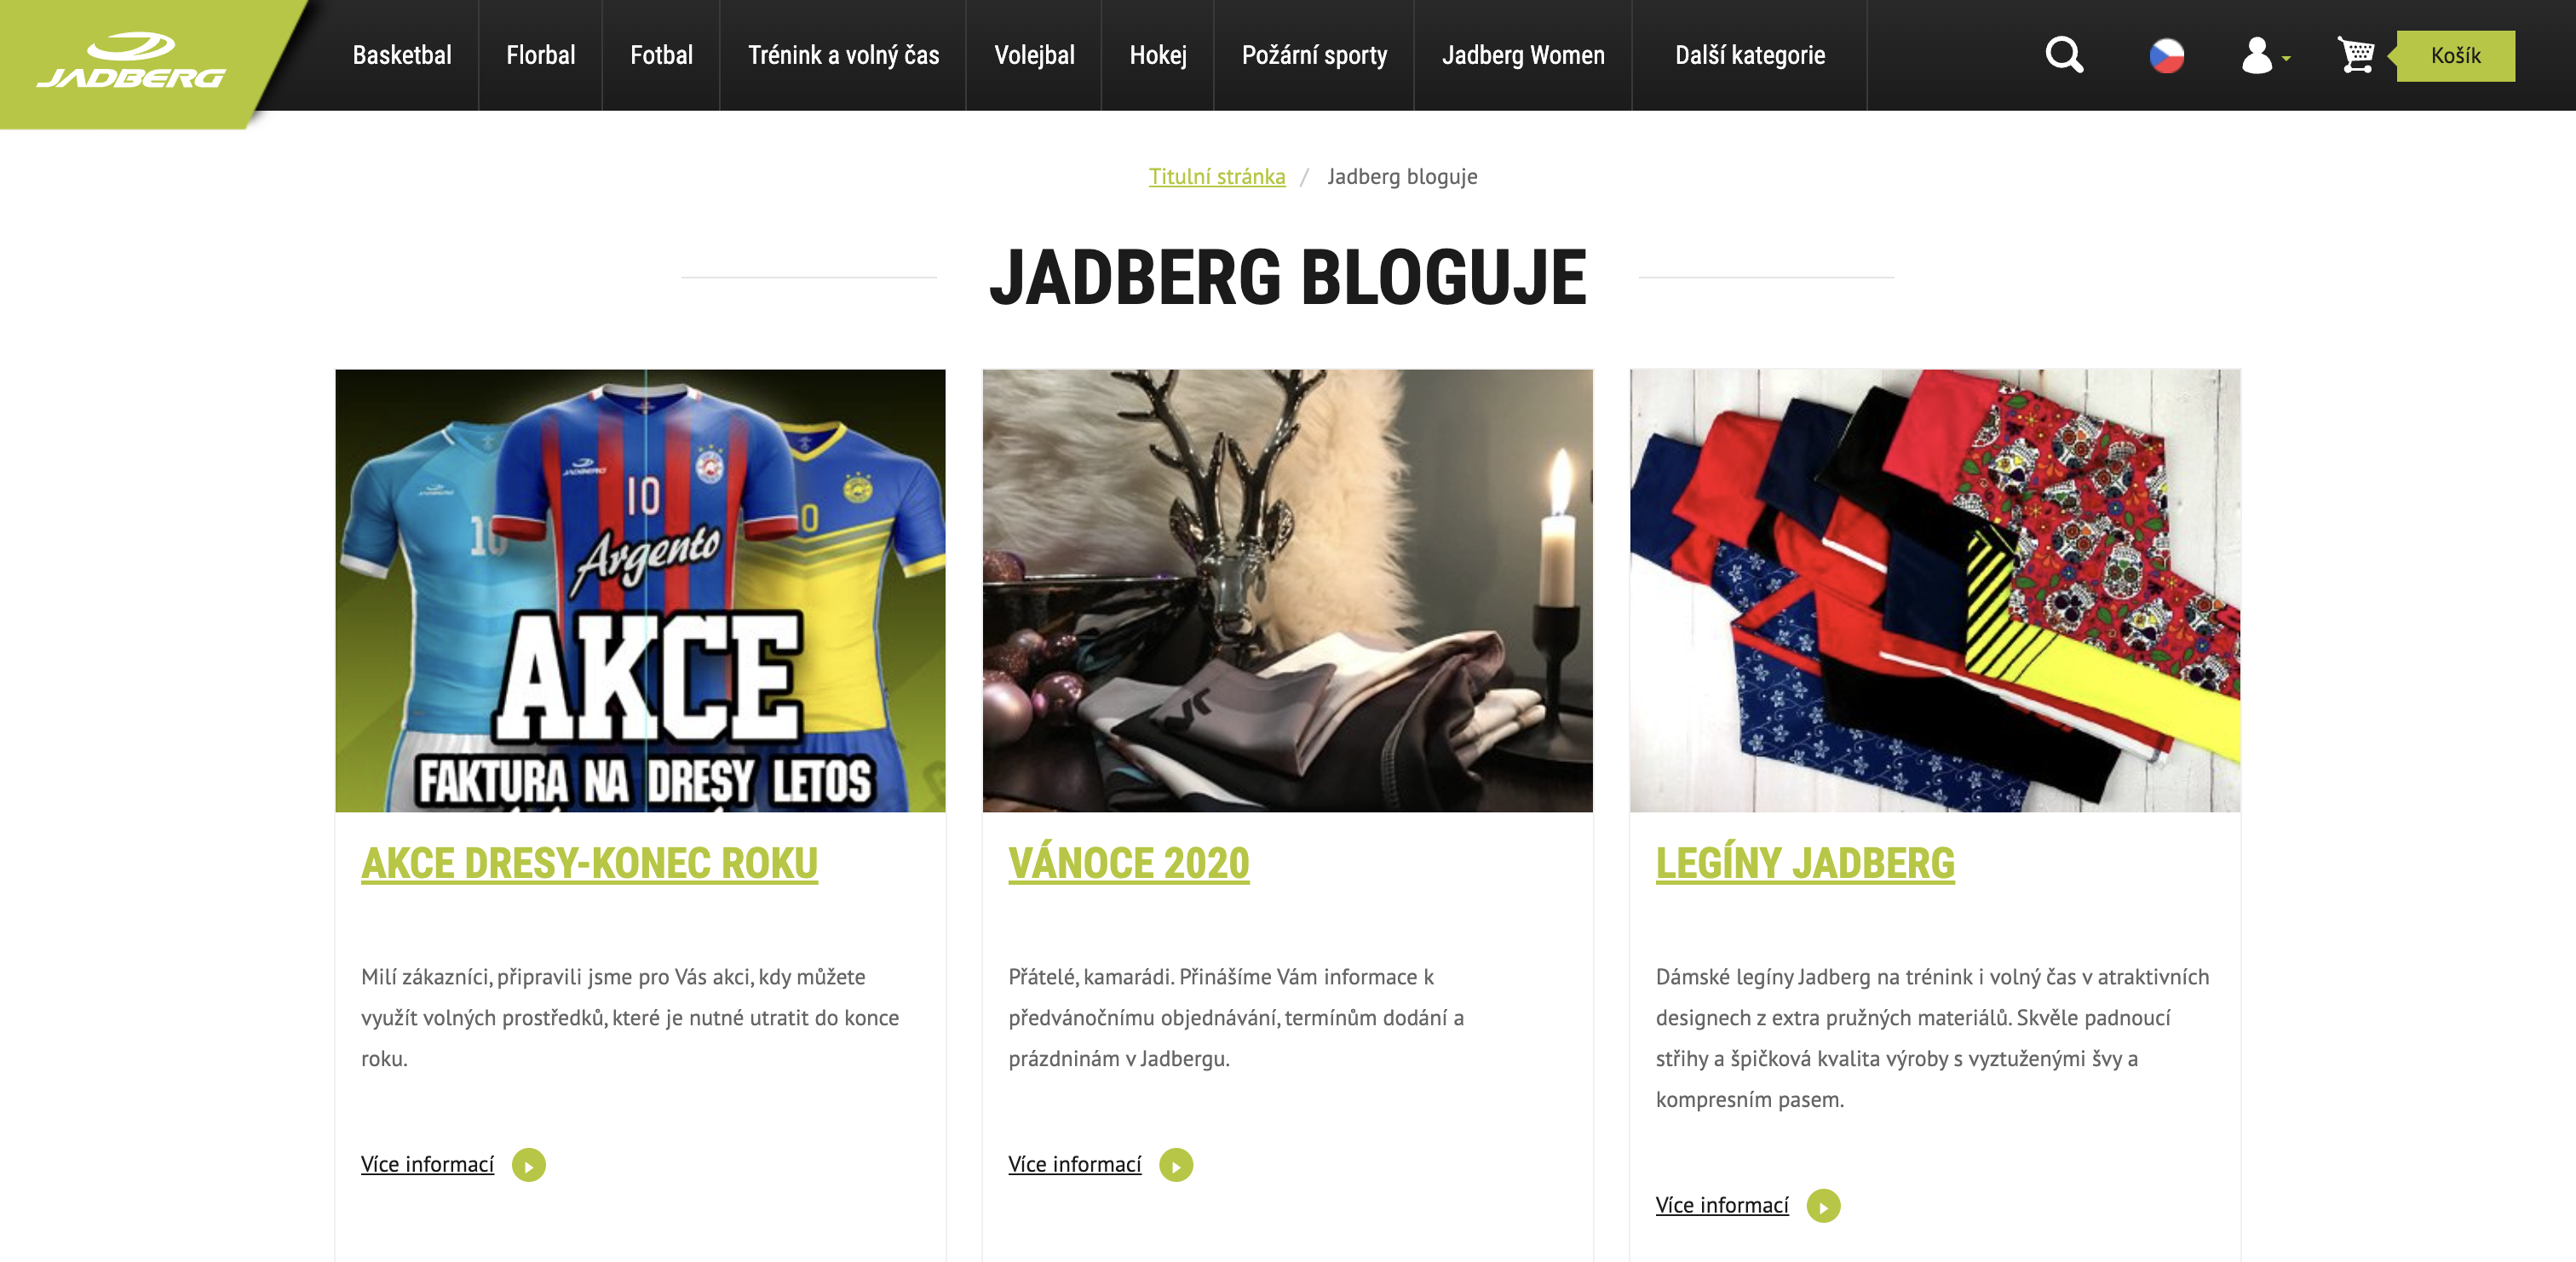 JADBERG
Basketbal
Florbal
Fotbal
Trénink a volný čas
Volejbal
Hokej
Požární sporty
Jadberg Women
Další kategorie
Košík
Titulní stránka / Jadberg bloguje
JADBERG BLOGUJE
JADBERG
JADBERG
10
10
0
Argento
AKCE
FAKTURA NA DRESY LETOS
AKCE DRESY-KONEC ROKU
Milí zákazníci, připravili jsme pro Vás akci, kdy můžete
využít volných prostředků, které je nutné utratit do konce
roku.
Více informací
VÁNOCE 2020
Přátelé, kamarádi. Přinášíme Vám informace k
předvánočnímu objednávání, termínům dodání a
prázdninám v Jadbergu.
Více informací
LEGÍNY JADBERG
Dámské legíny Jadberg na trénink i volný čas v atraktivních
designech z extra pružných materiálů. Skvěle padnoucí
střihy a špičková kvalita výroby s vyztuženými švy a
kompresním pasem.
Více informací